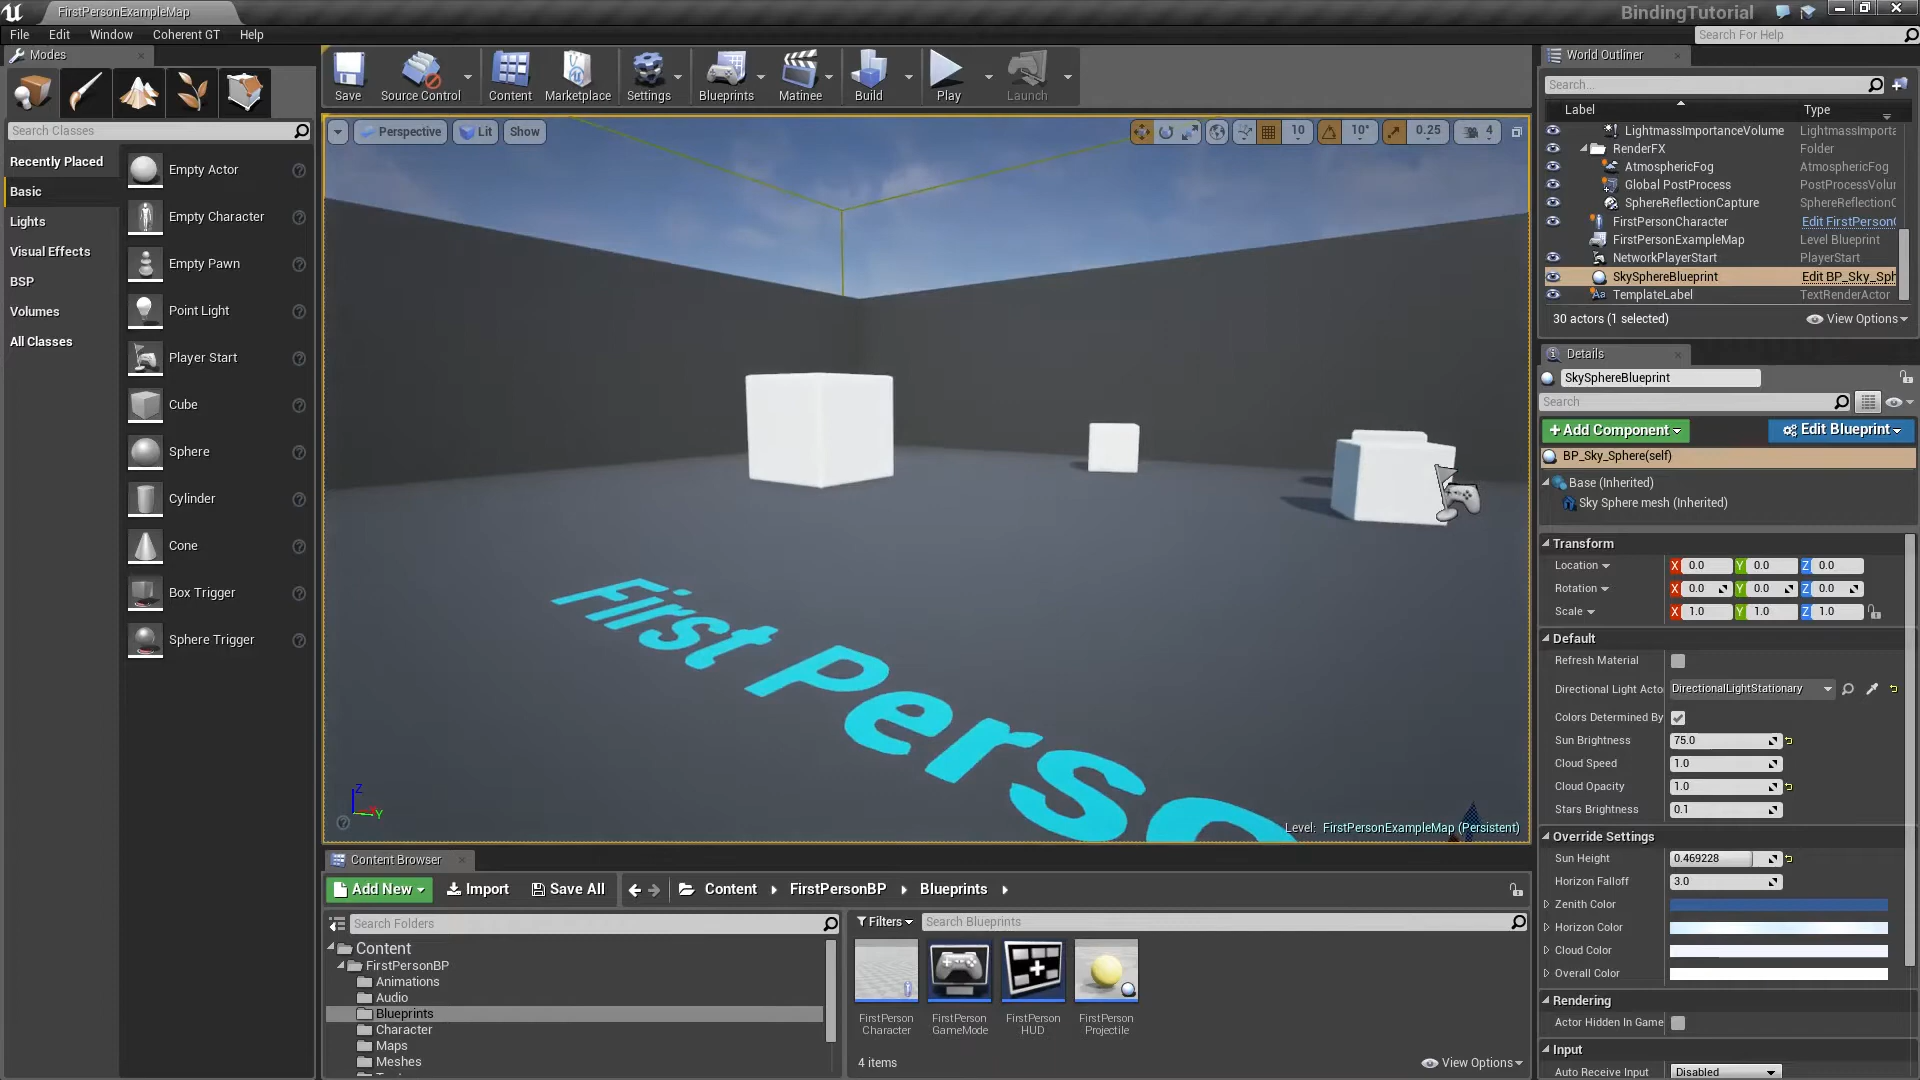 FirstPersonExampleMap
BindingTutorial
File Edit Window Coherent GT Help
Search For Help
Modes
Search Classes
Recently Placed
Basic
Lights
Visual Effects
BSP
Volumes
All Classes
Empty Actor
Empty Character
Empty Pawn
Point Light
Player Start
Cube
Sphere
Cylinder
Cone
Box Trigger
Sphere Trigger
Save Source Control Content Marketplace Settings Blueprints Matinee Build Play Launch
Perspective Lit Show
10 10° 0.25 4
First Perso
Z
Y
Level: FirstPersonExampleMap (Persistent)
World Outliner
Search...
Label Type
LightmassImportanceVolume LightmassImporta
RenderFX Folder
AtmosphericFog AtmosphericFog
Global PostProcess PostProcessVolur
SphereReflectionCapture SphereReflectionC
FirstPersonCharacter Edit FirstPersonC
FirstPersonExampleMap Level Blueprint
NetworkPlayerStart PlayerStart
SkySphereBlueprint Edit BP_Sky_Sph
TemplateLabel TextRenderActor
30 actors (1 selected) View Options
Details
SkySphereBlueprint
Search
+ Add Component Edit Blueprint
BP_Sky_Sphere(self)
Base (Inherited)
Sky Sphere mesh (Inherited)
Transform
Location X 0.0 Y 0.0 Z 0.0
Rotation X 0.0 Y 0.0 Z 0.0
Scale X 1.0 Y 1.0 Z 1.0
Default
Refresh Material
Directional Light Acto DirectionalLightStationary
Colors Determined By
Sun Brightness 75.0
Cloud Speed 1.0
Cloud Opacity 1.0
Stars Brightness 0.1
Override Settings
Sun Height 0.469228
Horizon Falloff 3.0
Zenith Color
Horizon Color
Cloud Color
Overall Color
Rendering
Actor Hidden In Game
Input
Auto Receive Input Disabled
Content Browser
Add New Import Save All Content FirstPersonBP Blueprints
Search Folders
Content
FirstPersonBP
Animations
Audio
Blueprints
Character
Maps
Meshes
Filters Search Blueprints
FirstPerson Character
FirstPerson GameMode
FirstPerson HUD
FirstPerson Projectile
4 items View Options